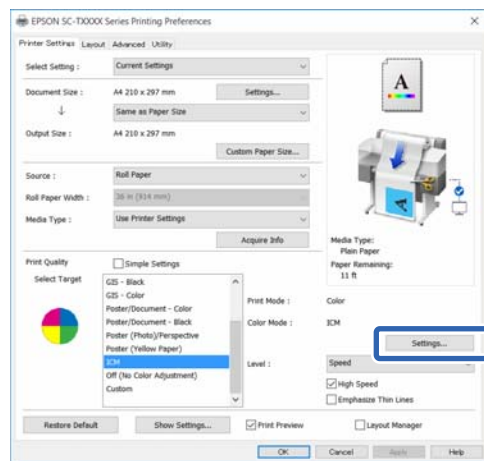 EPSON SC-TXXXX Series Printing Preferences
Printer Settings Layout Advanced Utility
Select Setting : Current Settings
Document Size : A4 210 x 297 mm Settings...
Same as Paper Size
Output Size : A4 210 x 297 mm
Custom Paper Size...
Source : Roll Paper
Roll Paper Width : 36 in (914 mm)
Media Type : Use Printer Settings
Acquire Info
A
Media Type:
Plain Paper
Paper Remaining:
11 ft
Print Quality Simple Settings
Select Target
GIS - Black
GIS - Color
Poster/Document - Color
Poster/Document - Black
Poster (Photo)/Perspective
Poster (Yellow Paper)
ICM
Off (No Color Adjustment)
Custom
Print Mode : Color
Color Mode : ICM
Settings...
Level : Speed
High Speed
Emphasize Thin Lines
Restore Default Show Settings... Print Preview Layout Manager
OK Cancel Apply Help